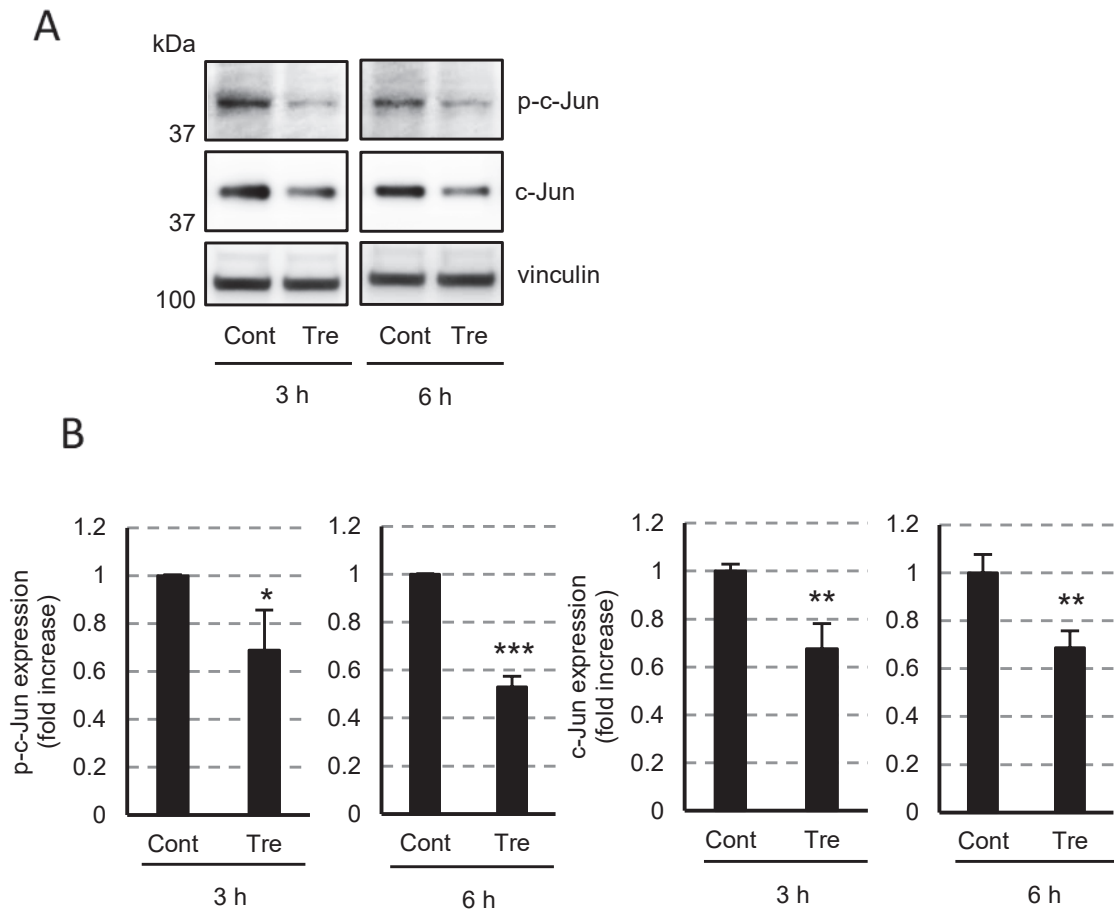 A
kDa
p-c-Jun
37
c-Jun
37
vinculin
100
Cont Tre Cont Tre
3 h 6 h
B
p-c-Jun expression
(fold increase)
1.2
1
0.8
0.6
0.4
0.2
0
*
Cont Tre
3 h
1.2
1
0.8
0.6
0.4
0.2
0
***
Cont Tre
6 h
c-Jun expression
(fold increase)
1.2
1
0.8
0.6
0.4
0.2
0
**
Cont Tre
3 h
1.2
1
0.8
0.6
0.4
0.2
0
**
Cont Tre
6 h